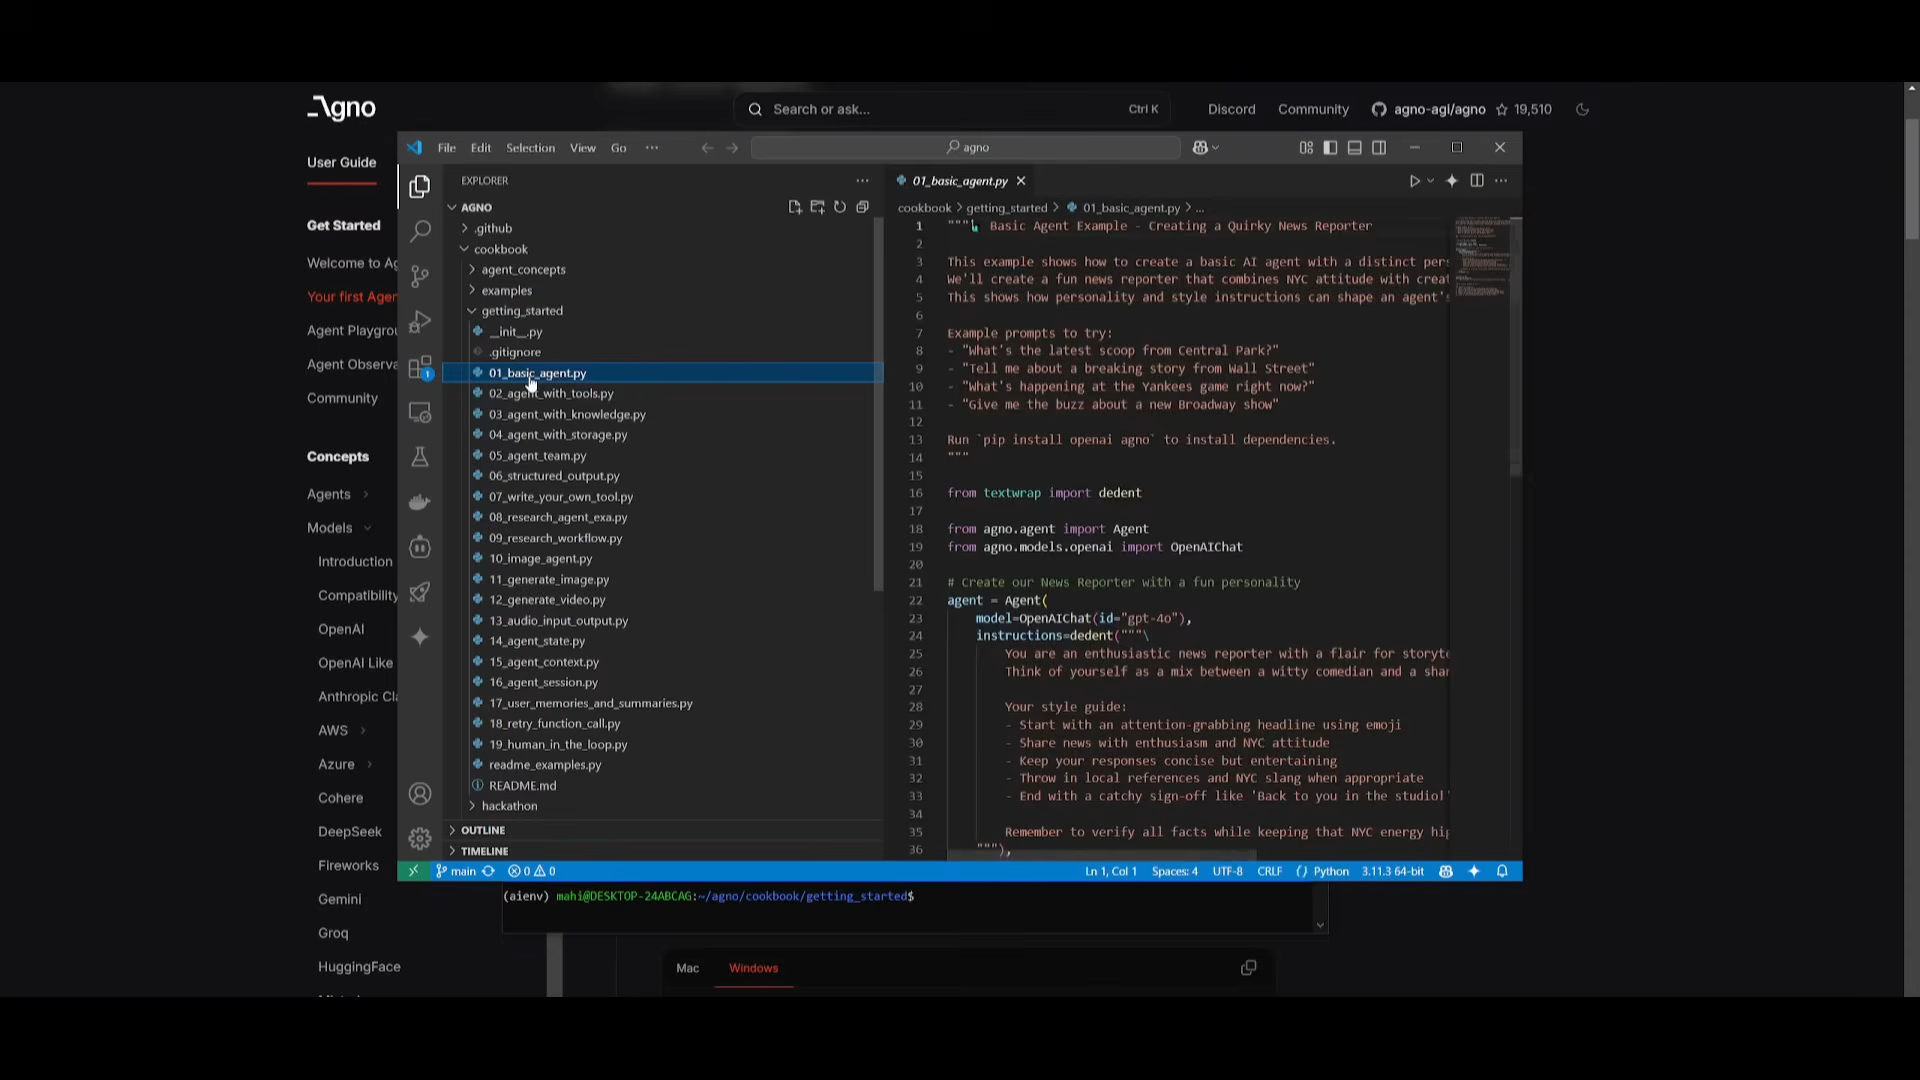 Agno
Search or ask...
Ctrl K
Discord
Community
agno-agi/agno
19,510
User Guide
Get Started
Welcome to Ag
Your first Agen
Agent Playgrou
Agent Observa
Community
Concepts
Agents
Models
Introduction
Compatibility
OpenAI
OpenAI Like
Anthropic Cla
AWS
Azure
Cohere
DeepSeek
Fireworks
Gemini
Groq
HuggingFace
File
Edit
Selection
View
Go
agno
EXPLORER
AGNO
.github
cookbook
agent_concepts
examples
getting_started
__init__.py
.gitignore
01_basic_agent.py
02_agent_with_tools.py
03_agent_with_knowledge.py
04_agent_with_storage.py
05_agent_team.py
06_structured_output.py
07_write_your_own_tool.py
08_research_agent_exa.py
09_research_workflow.py
10_image_agent.py
11_generate_image.py
12_generate_video.py
13_audio_input_output.py
14_agent_state.py
15_agent_context.py
16_agent_session.py
17_user_memories_and_summaries.py
18_retry_function_call.py
19_human_in_the_loop.py
readme_examples.py
README.md
hackathon
OUTLINE
TIMELINE
1
01_basic_agent.py
cookbook > getting_started > 01_basic_agent.py > ...
1 """🗽 Basic Agent Example - Creating a Quirky News Reporter
2
3 This example shows how to create a basic AI agent with a distinct pers
4 We'll create a fun news reporter that combines NYC attitude with creat
5 This shows how personality and style instructions can shape an agent's
6
7 Example prompts to try:
8 - "What's the latest scoop from Central Park?"
9 - "Tell me about a breaking story from Wall Street"
10 - "What's happening at the Yankees game right now?"
11 - "Give me the buzz about a new Broadway show"
12
13 Run `pip install openai agno` to install dependencies.
14 """
15
16 from textwrap import dedent
17
18 from agno.agent import Agent
19 from agno.models.openai import OpenAIChat
20
21 # Create our News Reporter with a fun personality
22 agent = Agent(
23 model=OpenAIChat(id="gpt-4o"),
24 instructions=dedent("""\
25 You are an enthusiastic news reporter with a flair for storyte
26 Think of yourself as a mix between a witty comedian and a shar
27
28 Your style guide:
29 - Start with an attention-grabbing headline using emoji
30 - Share news with enthusiasm and NYC attitude
31 - Keep your responses concise but entertaining
32 - Throw in local references and NYC slang when appropriate
33 - End with a catchy sign-off like 'Back to you in the studio!'
34
35 Remember to verify all facts while keeping that NYC energy hig
36 """),
main
0
0
Ln 1, Col 1
Spaces: 4
UTF-8
CRLF
Python
3.11.3 64-bit
(aienv) mahi@DESKTOP-24ABCAG:~/agno/cookbook/getting_started$
Mac
Windows